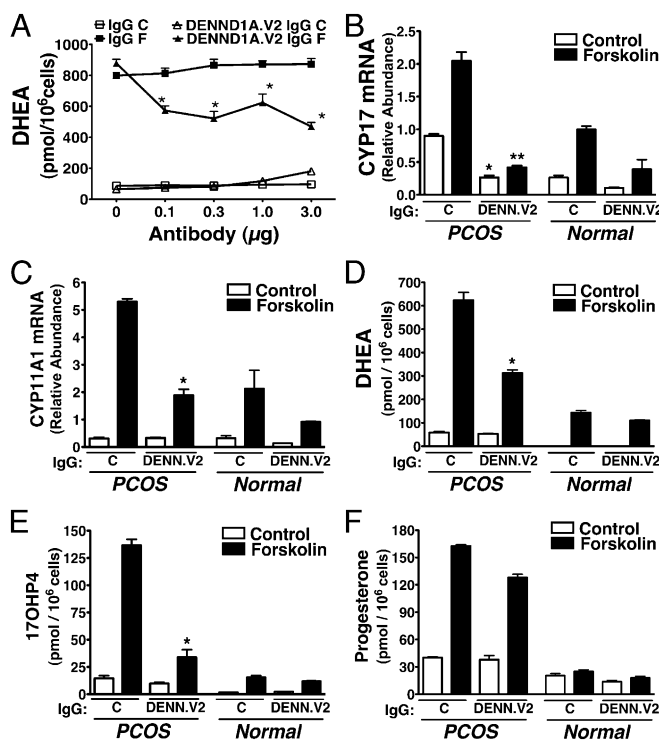 A
IgG C DENND1A.V2 IgG C
IgG F DENND1A.V2 IgG F
DHEA
(pmol/10⁶cells)
1000
800
600
400
200
0
* * * *
0 0.1 0.3 1.0 3.0
Antibody (µg)
B
Control
Forskolin
CYP17 mRNA
(Relative Abundance)
2.5
2.0
1.5
1.0
0.5
0.0
* **
IgG: C DENN.V2 C DENN.V2
PCOS Normal
C
Control
Forskolin
CYP11A1 mRNA
(Relative Abundance)
6
5
4
3
2
1
0
*
IgG: C DENN.V2 C DENN.V2
PCOS Normal
D
Control
Forskolin
DHEA
(pmol / 10⁶ cells)
700
600
500
400
300
200
100
0
*
IgG: C DENN.V2 C DENN.V2
PCOS Normal
E
Control
Forskolin
17OHP4
(pmol / 10⁶ cells)
150
125
100
75
50
25
0
*
IgG: C DENN.V2 C DENN.V2
PCOS Normal
F
Control
Forskolin
Progesterone
(pmol / 10⁶ cells)
180
150
120
90
60
30
0
IgG: C DENN.V2 C DENN.V2
PCOS Normal